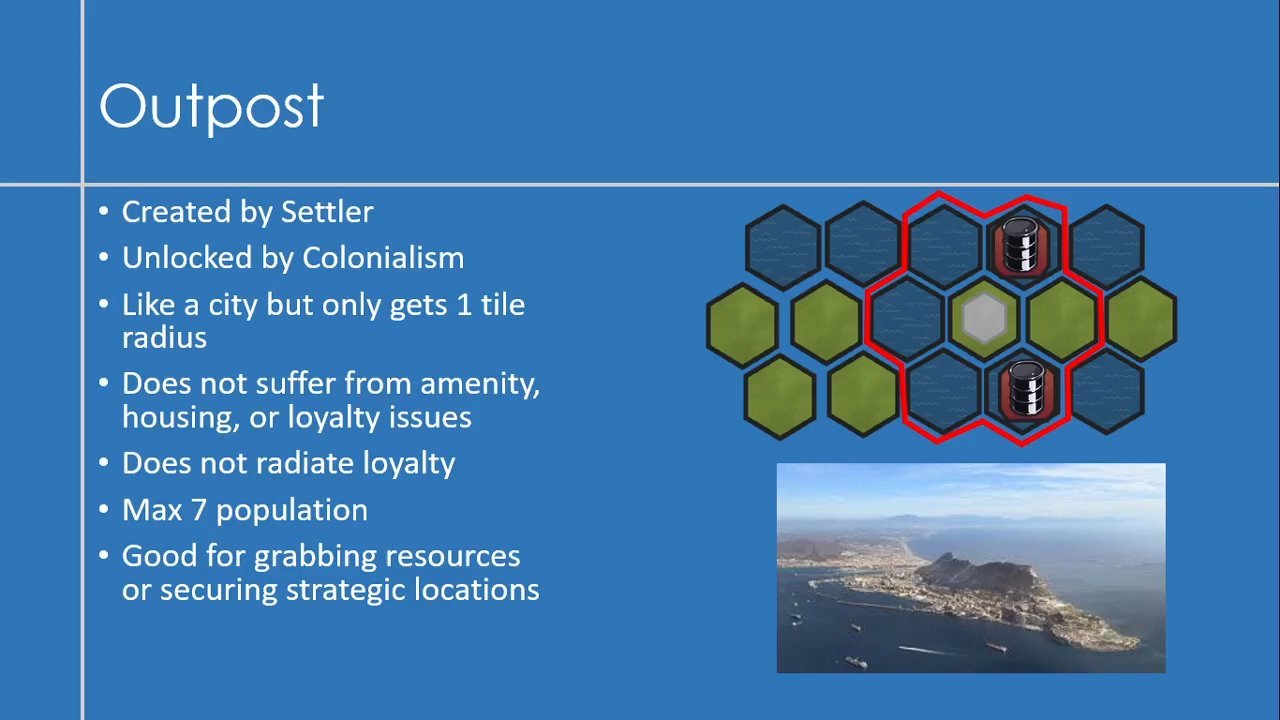 Outpost
• Created by Settler
• Unlocked by Colonialism
• Like a city but only gets 1 tile
radius
• Does not suffer from amenity,
housing, or loyalty issues
• Does not radiate loyalty
• Max 7 population
• Good for grabbing resources
or securing strategic locations